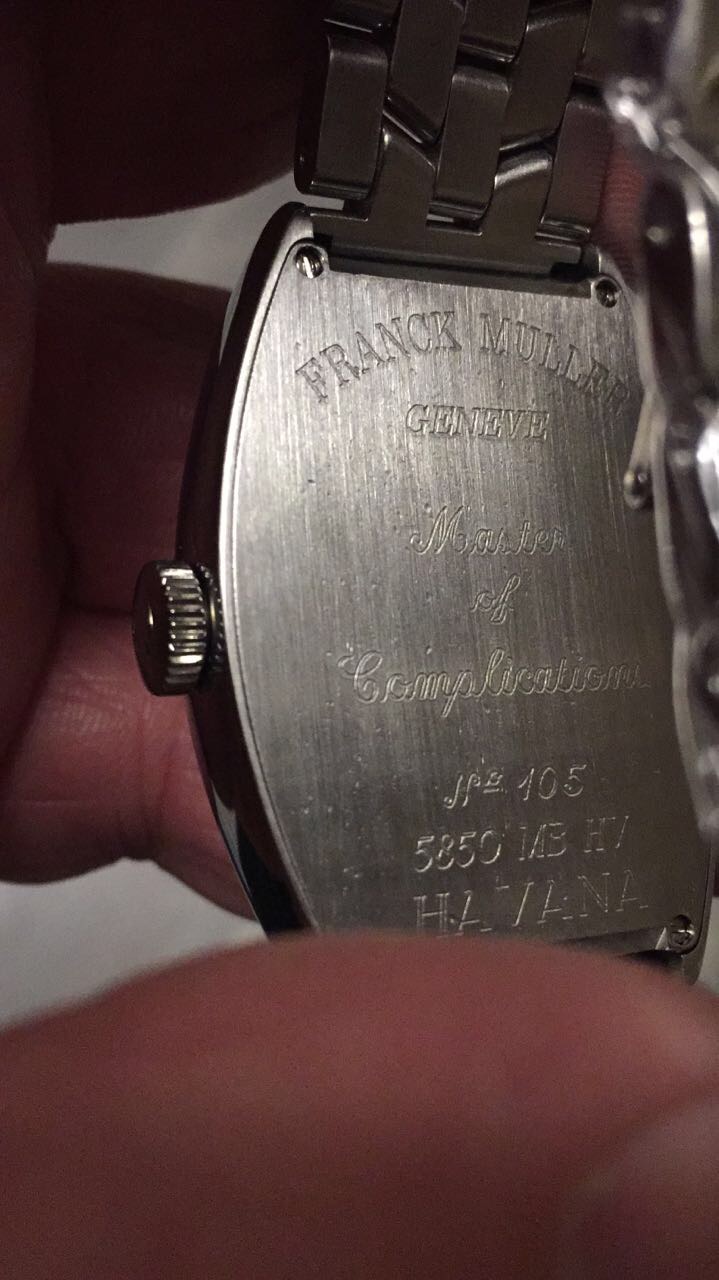 FRANCK MULLER
GENEVE
Master
of
Complications
Nº 105
5850 MB HV
HAVANA